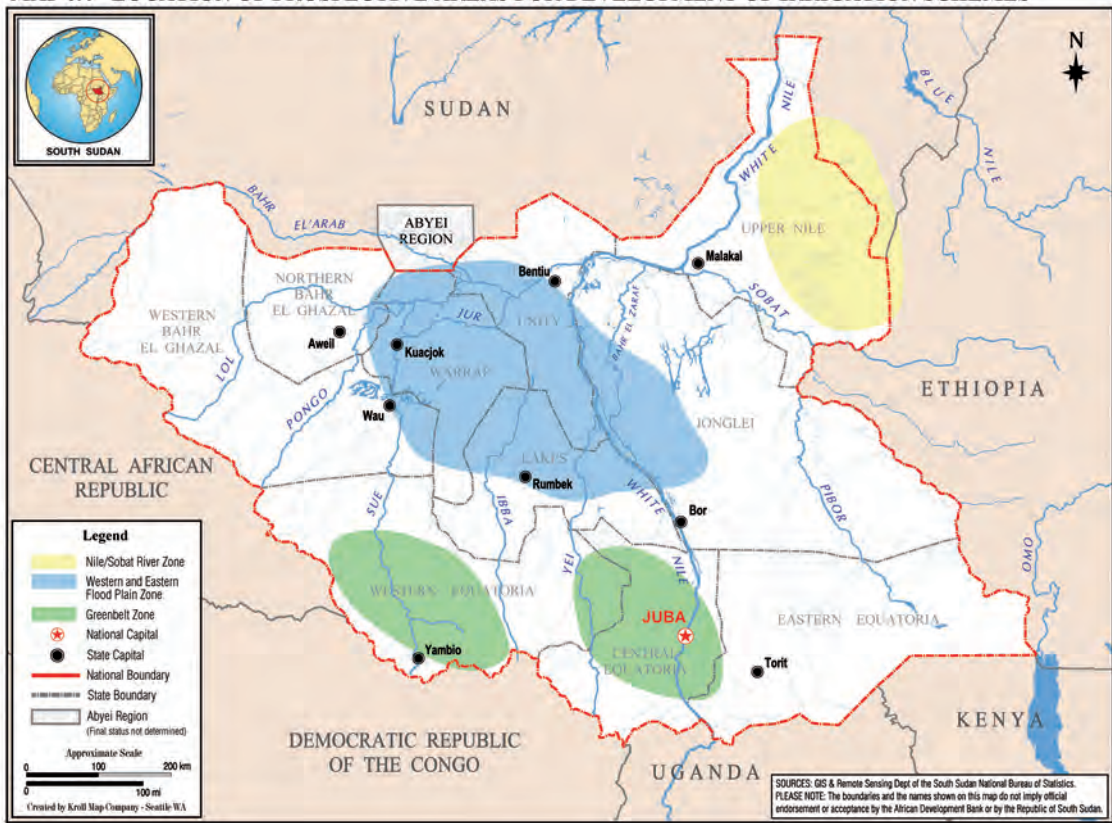 SOUTH SUDAN
N
SUDAN
BLUE
NILE
WHITE
NILE
BAHR
EL'ARAB
ABYEI
REGION
UPPER NILE
Malakal
Bentiu
NORTHERN
BAHR
EL GHAZAL
WESTERN
BAHR
EL GHAZAL
UNITY
SOBAT
BAHR EL ZARAF
JUR
Aweil
Kuacjok
WARRAP
LOL
PONGO
ETHIOPIA
Wau
JONGLEI
LAKES
CENTRAL AFRICAN
REPUBLIC
Rumbek
WHITE
NILE
Bor
PIBOR
SUE
IBBA
YEI
OMO
WESTERN EQUATORIA
JUBA
EASTERN EQUATORIA
Yambio
CENTRAL
EQUATORIA
Torit
KENYA
DEMOCRATIC REPUBLIC
OF THE CONGO
UGANDA
Legend
Nile/Sobat River Zone
Western and Eastern
Flood Plain Zone
Greenbelt Zone
National Capital
State Capital
National Boundary
State Boundary
Abyei Region
(Final status not determined)
Approximate Scale
0 100 200 km
0 100 mi
Created by Kroll Map Company - Seattle WA
SOURCES: GIS & Remote Sensing Dept of the South Sudan National Bureau of Statistics.
PLEASE NOTE: The boundaries and the names shown on this map do not imply official
endorsement or acceptance by the African Development Bank or by the Republic of South Sudan.